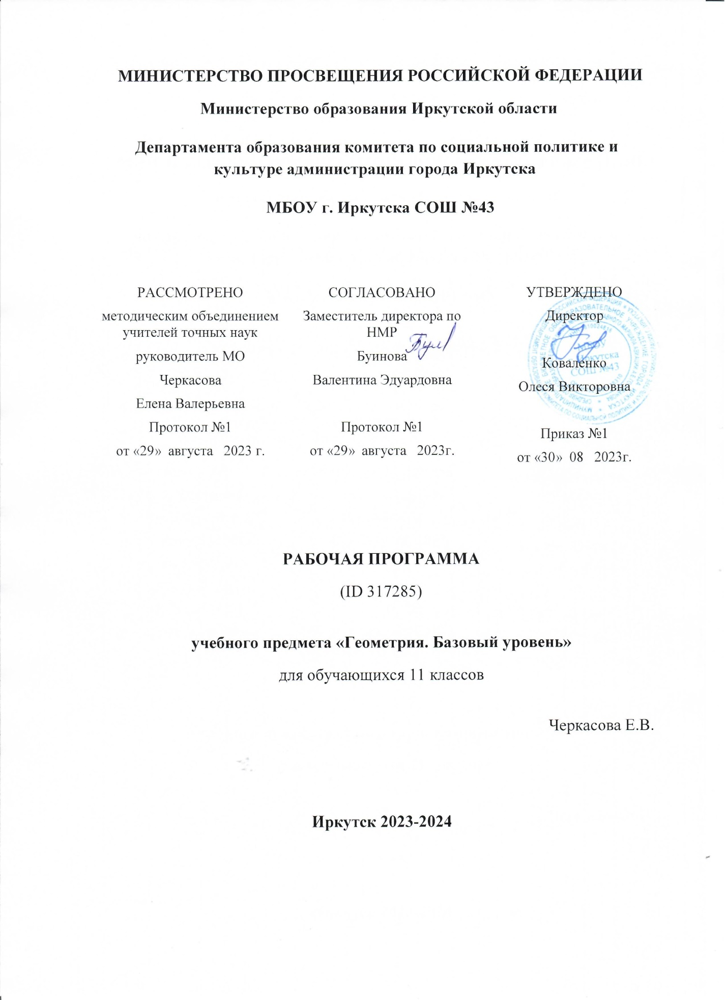 МИНИСТЕРСТВО ПРОСВЕЩЕНИЯ РОССИЙСКОЙ ФЕДЕРАЦИИ
Министерство образования Иркутской области
Департамента образования комитета по социальной политике и
культуре администрации города Иркутска
МБОУ г. Иркутска СОШ №43
РАССМОТРЕНО
методическим объединением
учителей точных наук
руководитель МО
Черкасова
Елена Валерьевна
Протокол №1
от «29»  августа   2023 г.
СОГЛАСОВАНО
Заместитель директора по
НМР
Буинова
Валентина Эдуардовна
Протокол №1
от «29»  августа   2023г.
УТВЕРЖДЕНО
Директор
Коваленко
Олеся Викторовна
Приказ №1
от «30»  08   2023г.
Иркутска
СОШ №43
РАБОЧАЯ ПРОГРАММА
(ID 317285)
учебного предмета «Геометрия. Базовый уровень»
для обучающихся 11 классов
Черкасова Е.В.
Иркутск 2023-2024